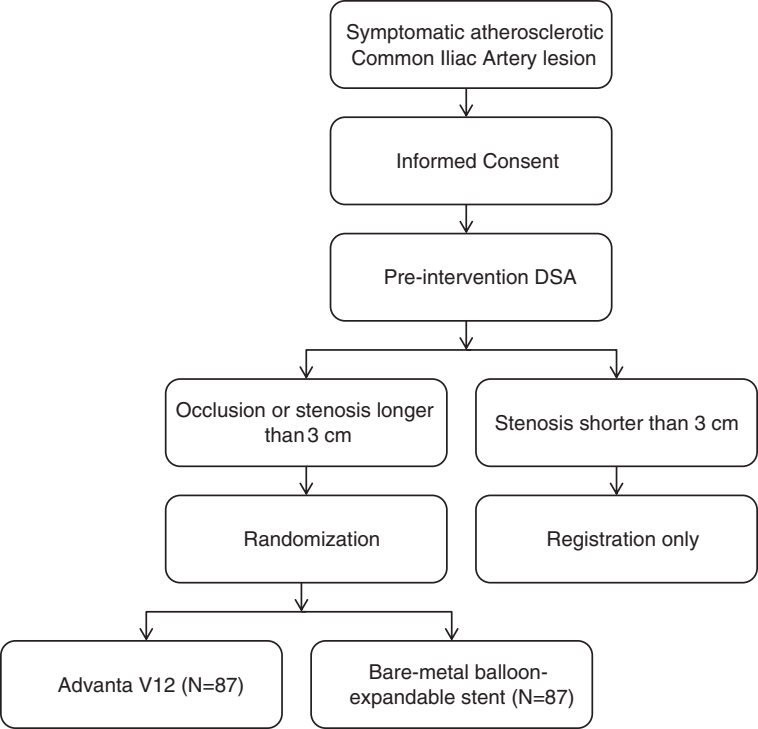 Symptomatic atherosclerotic
Common Iliac Artery lesion
Informed Consent
Pre-intervention DSA
Occlusion or stenosis longer
than 3 cm
Stenosis shorter than 3 cm
Randomization
Registration only
Advanta V12 (N=87)
Bare-metal balloon-
expandable stent (N=87)